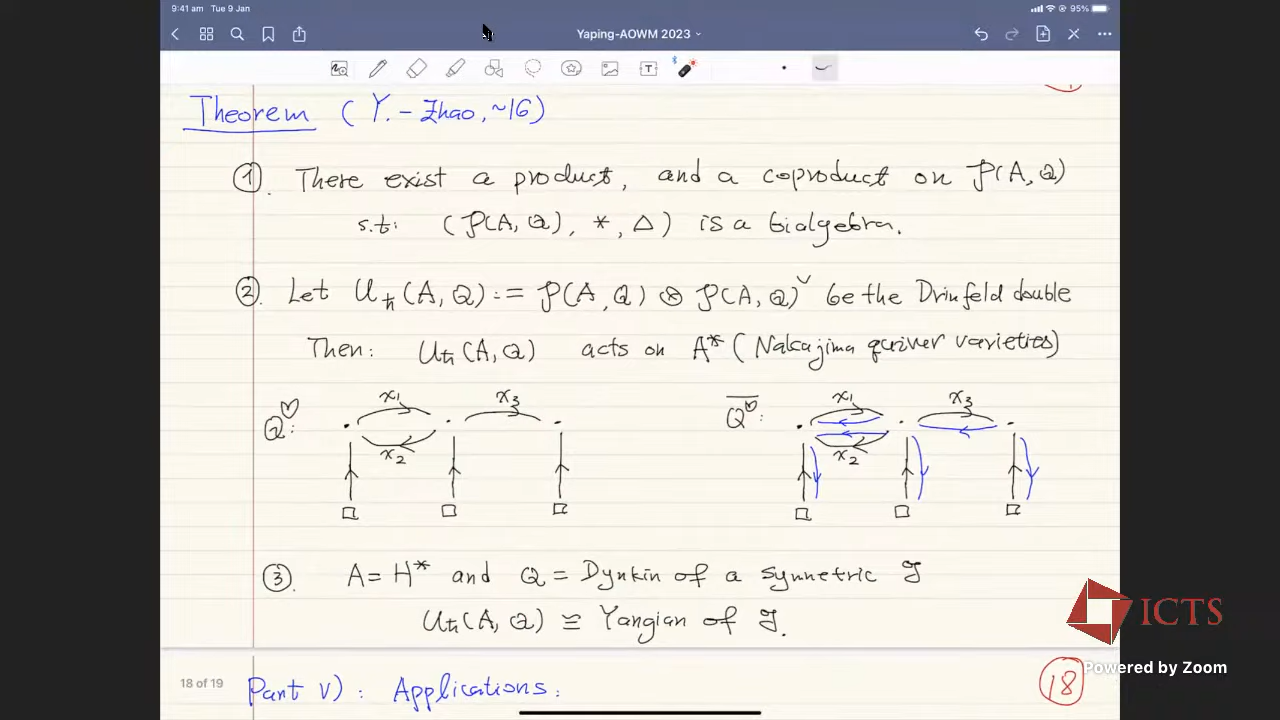 9:41 am Tue 9 Jan
95%
Yaping-AOWM 2023
Theorem (Y. - Zhao, ~16)
① There exist a product, and a coproduct on P(A, Q)
s.t: (P(A, Q), *, △) is a bialgebra.
② Let Uℏ(A, Q) := P(A, Q) ⊗ P(A, Q)^∨ be the Drinfeld double
Then: Uℏ(A, Q) acts on A* (Nakajima quiver varieties)
Q^♡: x₁ x₃
x₂
Q̄^♡: x₁ x₃
x₂
③ A = H* and Q = Dynkin of a symmetric g
Uℏ(A, Q) ≅ Yangian of g.
ICTS
Powered by Zoom
18 of 19
Part V): Applications:
18